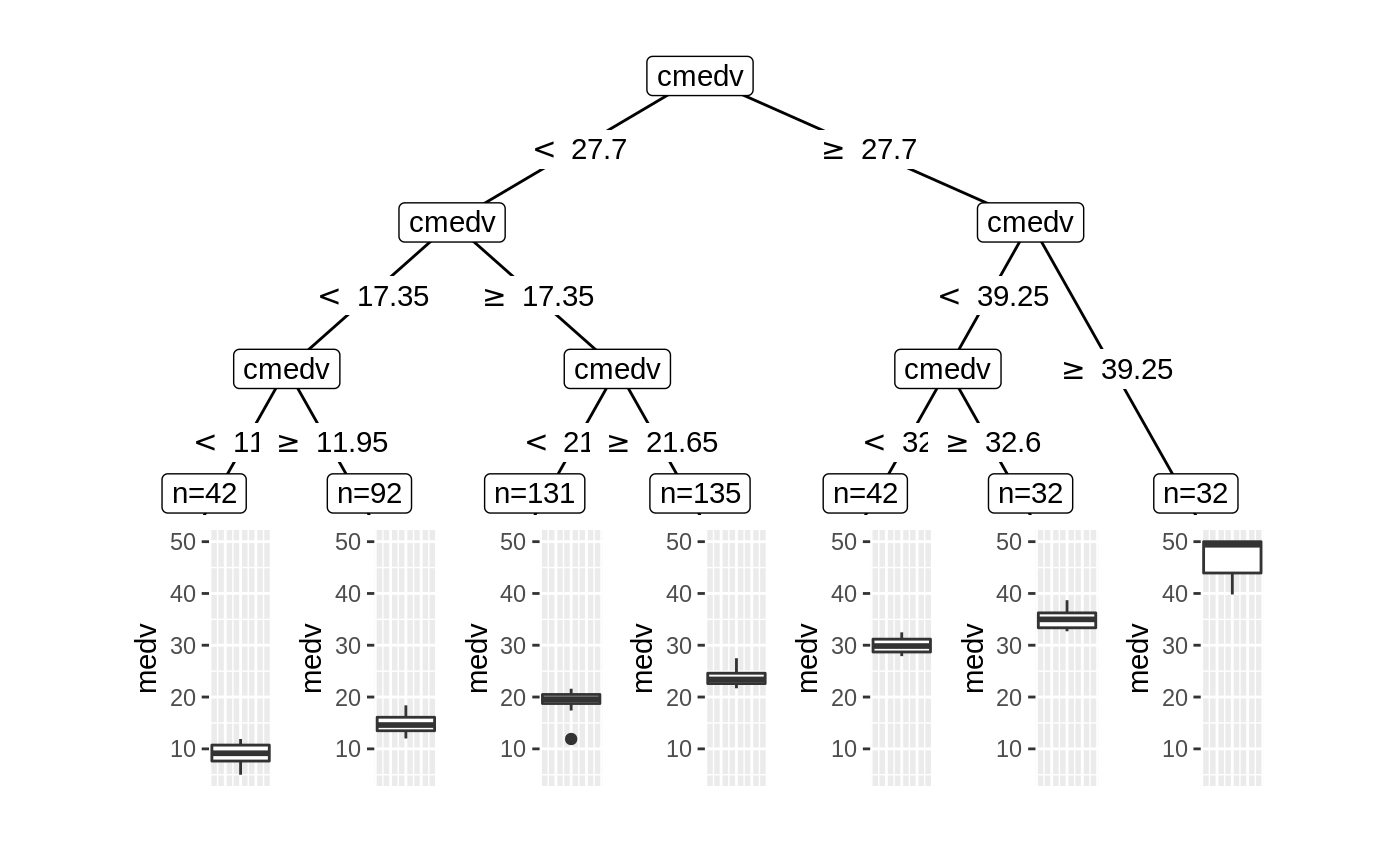 cmedv
< 27.7 ≥ 27.7
cmedv cmedv
< 17.35 ≥ 17.35 < 39.25
cmedv cmedv cmedv ≥ 39.25
< 11 ≥ 11.95 < 21 ≥ 21.65 < 32 ≥ 32.6
n=42 n=92 n=131 n=135 n=42 n=32 n=32
50 50 50 50 50 50 50
40 40 40 40 40 40 40
medv medv medv medv medv medv medv
30 30 30 30 30 30 30
20 20 20 20 20 20 20
10 10 10 10 10 10 10